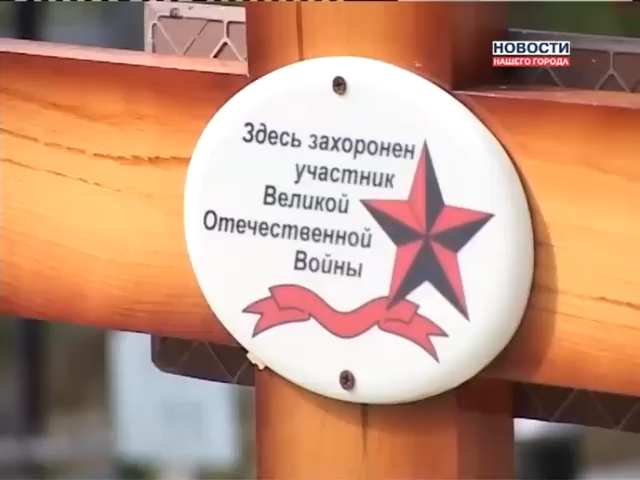 НОВОСТИ
НАШЕГО ГОРОДА
Здесь захоронен
участник
Великой
Отечественной
Войны